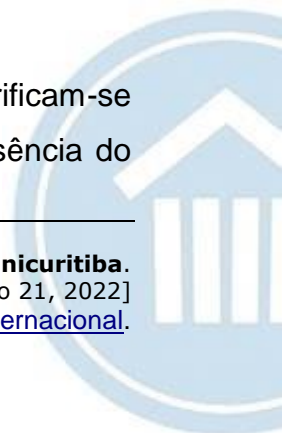 rificam-se
sência do
nicuritiba.
o 21, 2022]
ernacional.